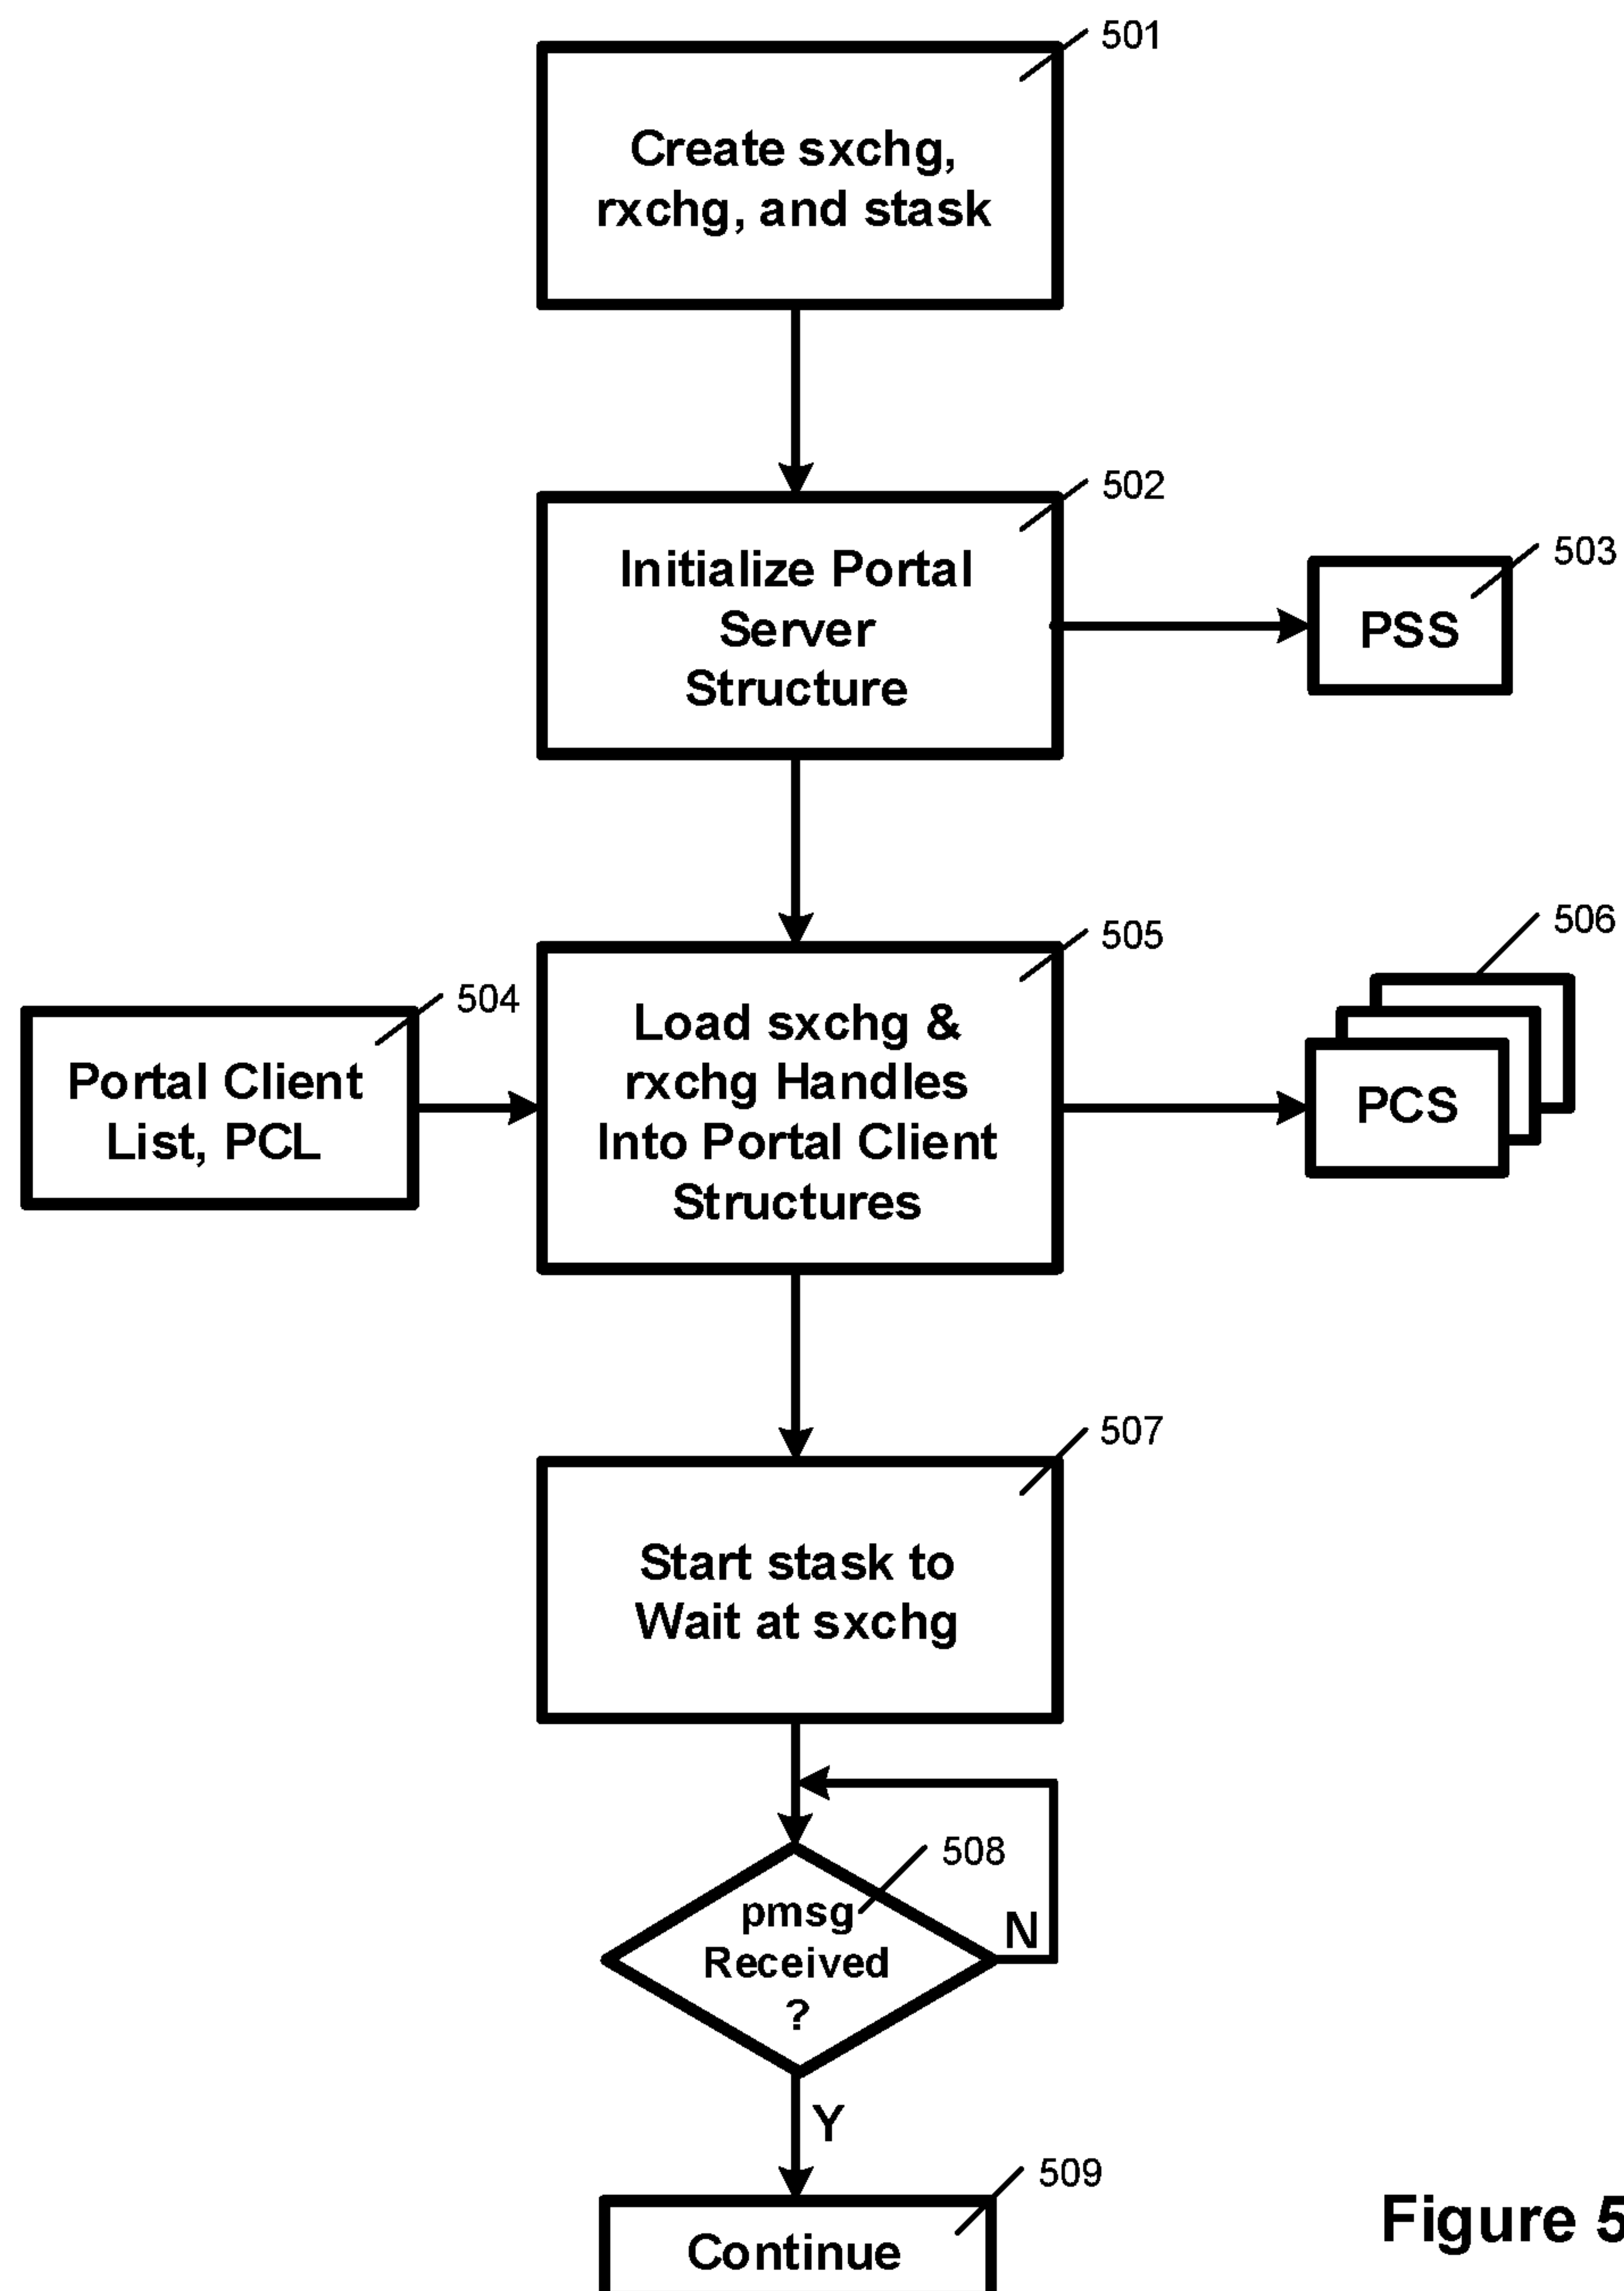 501
Create sxchg,
rxchg, and stask
502
Initialize Portal
Server
Structure
503
PSS
504
Portal Client
List, PCL
505
Load sxchg &
rxchg Handles
Into Portal Client
Structures
506
PCS
507
Start stask to
Wait at sxchg
508
pmsg
Received
?
N
Y
509
Continue
Figure 5